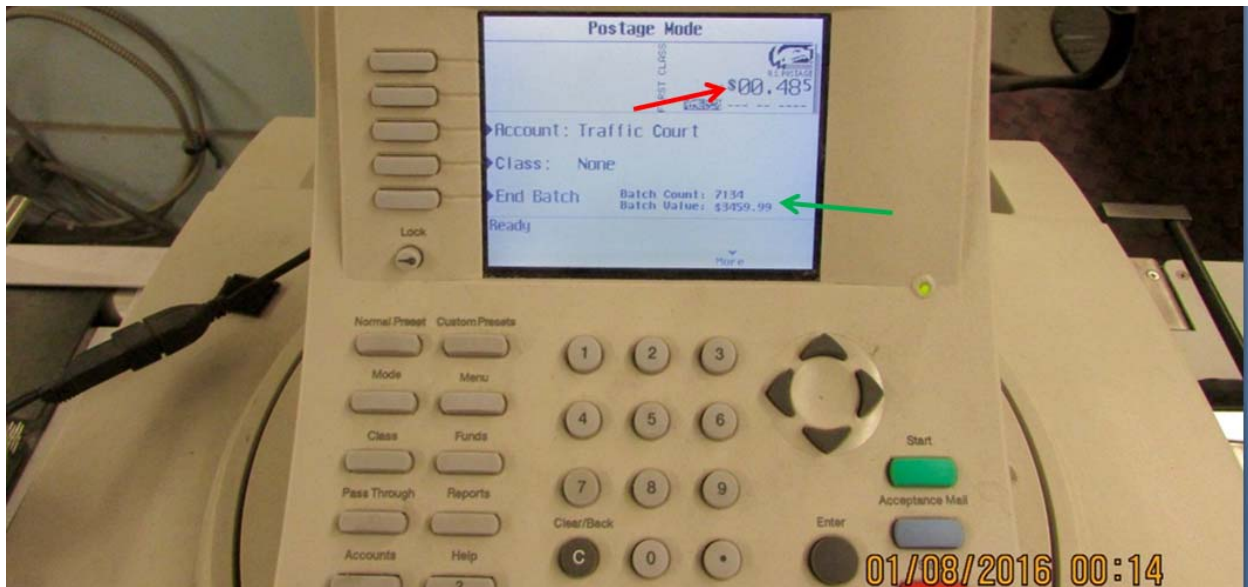 Postage Mode
FIRST CLASS
U.S. POSTAGE
$00.485
Account: Traffic Court
Class: None
End Batch
Batch Count: 7134
Batch Value: $3459.99
Ready
More
Lock
Normal Preset Custom Presets
Mode Menu
Class Funds
Pass Through Reports
Accounts Help
1 2 3
4 5 6
7 8 9
Clear/Back
C 0 •
?
Start
Acceptance Mail
Enter
01/08/2016 00:14